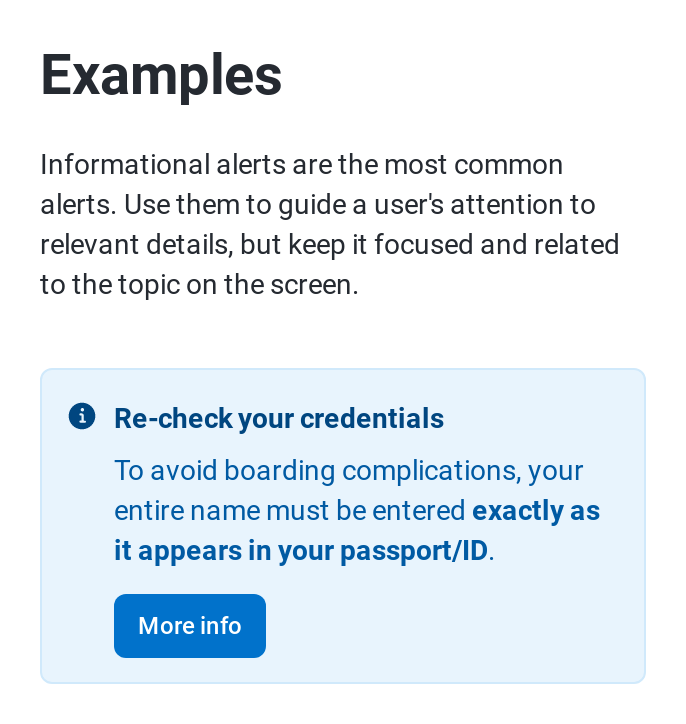 Examples
Informational alerts are the most common
alerts. Use them to guide a user's attention to
relevant details, but keep it focused and related
to the topic on the screen.
Re-check your credentials
To avoid boarding complications, your
entire name must be entered exactly as
it appears in your passport/ID.
More info